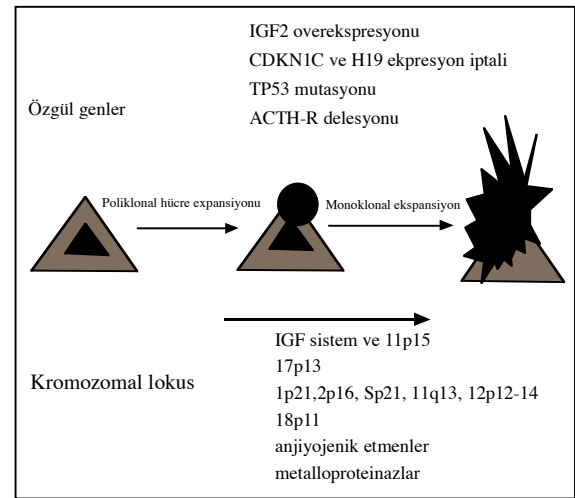 IGF2 overekspresyonu
CDKN1C ve H19 ekpresyon iptali
TP53 mutasyonu
Özgül genler
ACTH-R delesyonu
Poliklonal hücre expansiyonu
Monoklonal ekspansiyon
IGF sistem ve 11p15
17p13
Kromozomal lokus
1p21,2p16, Sp21, 11q13, 12p12-14
18p11
anjiyojenik etmenler
metalloproteinazlar